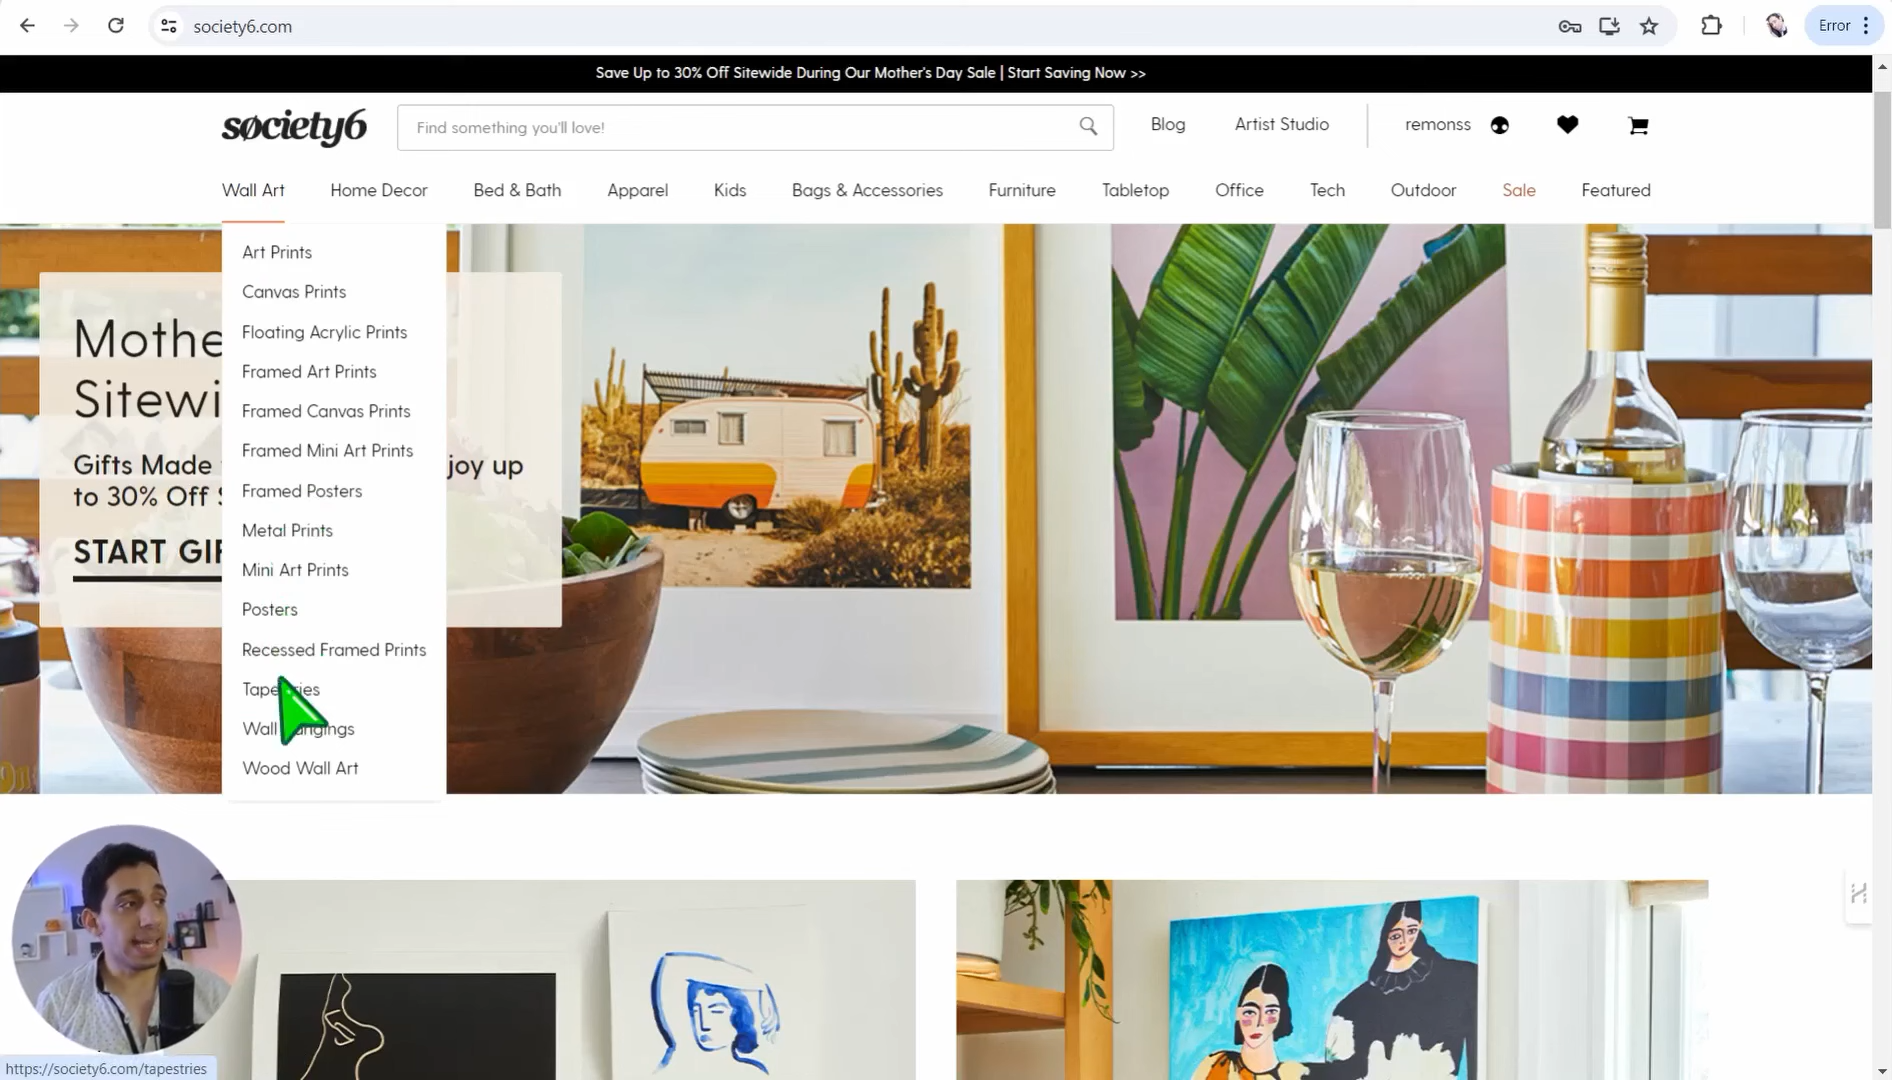 society6.com
Error
Save Up to 30% Off Sitewide During Our Mother's Day Sale | Start Saving Now >>
society6
Find something you'll love!
Blog
Artist Studio
remonss
Wall Art
Home Decor
Bed & Bath
Apparel
Kids
Bags & Accessories
Furniture
Tabletop
Office
Tech
Outdoor
Sale
Featured
Art Prints
Canvas Prints
Floating Acrylic Prints
Framed Art Prints
Framed Canvas Prints
Framed Mini Art Prints
Framed Posters
Metal Prints
Mini Art Prints
Posters
Recessed Framed Prints
Tapestries
Wall Hangings
Wood Wall Art
Mothe
Sitewi
Gifts Made joy up
to 30% Off S
START GIF
https://society6.com/tapestries